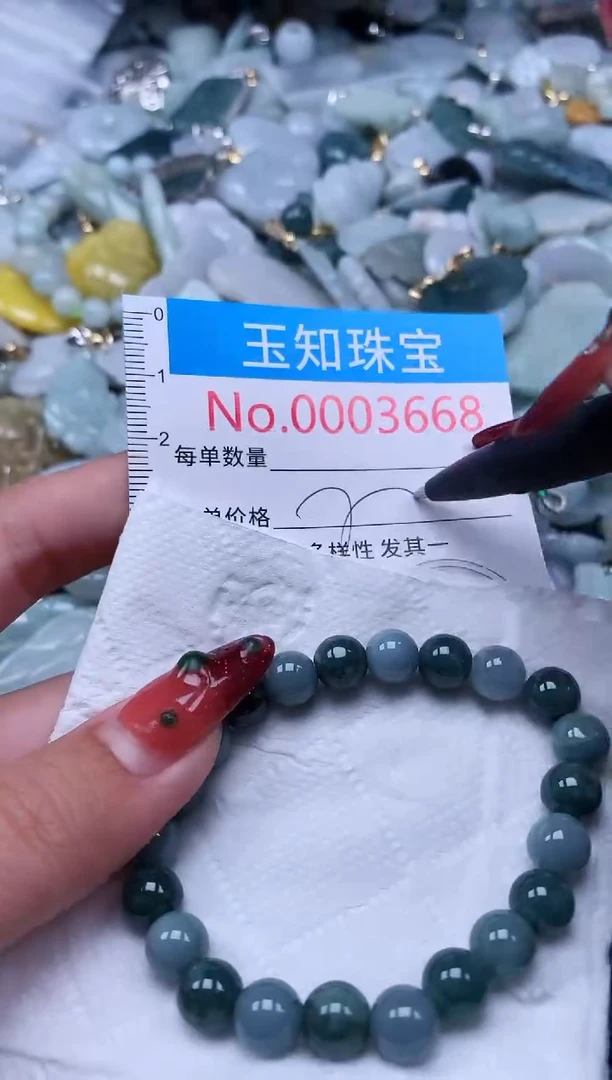 0
玉知珠宝
1
No.0003668
2
每单数量
单价格
多样性 发其一